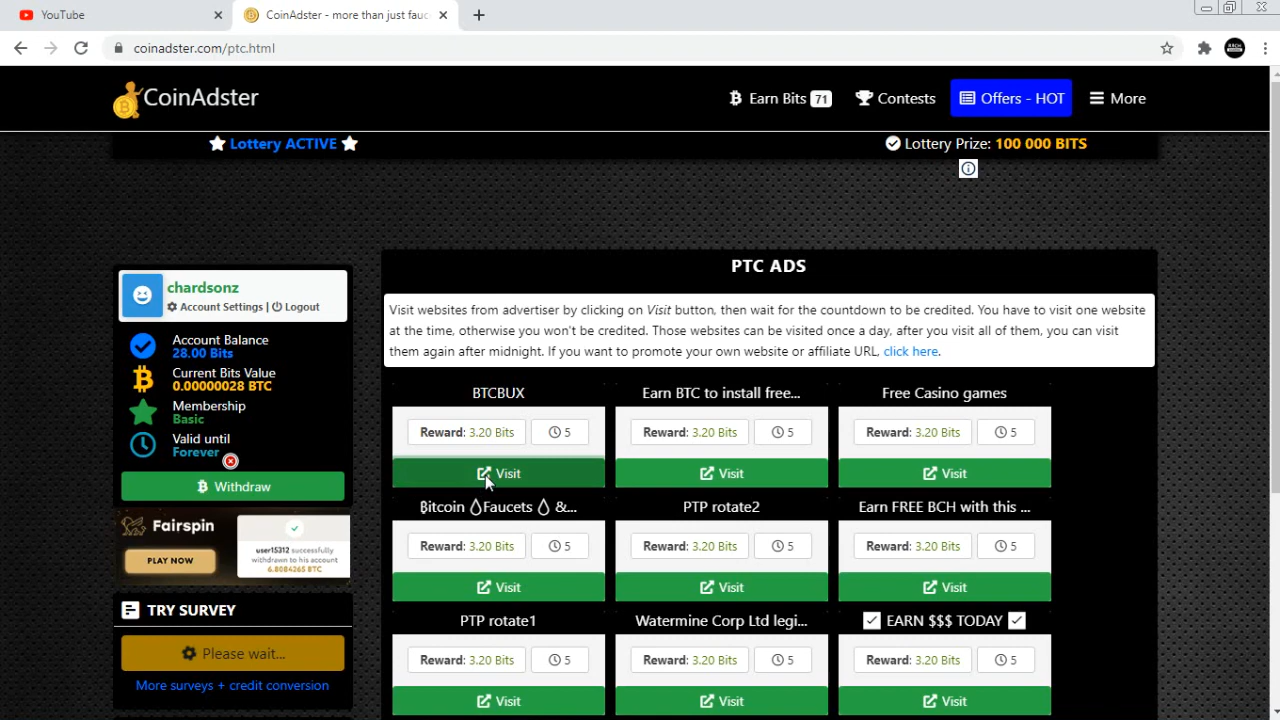 YouTube
CoinAdster - more than just fauc
coinadster.com/ptc.html
CoinAdster
Earn Bits 71
Contests
Offers - HOT
More
Lottery ACTIVE
Lottery Prize: 100 000 BITS
chardsonz
Account Settings | Logout
Account Balance
28.00 Bits
Current Bits Value
0.00000028 BTC
Membership
Basic
Valid until
Forever
Withdraw
Fairspin
PLAY NOW
user15312 successfully
withdrawn to his account
6.8084265 BTC
TRY SURVEY
Please wait...
More surveys + credit conversion
PTC ADS
Visit websites from advertiser by clicking on Visit button, then wait for the countdown to be credited. You have to visit one website
at the time, otherwise you won't be credited. Those websites can be visited once a day, after you visit all of them, you can visit
them again after midnight. If you want to promote your own website or affiliate URL, click here.
BTCBUX
Reward: 3.20 Bits
5
Visit
Earn BTC to install free...
Reward: 3.20 Bits
5
Visit
Free Casino games
Reward: 3.20 Bits
5
Visit
₿itcoin 💧Faucets 💧 &...
Reward: 3.20 Bits
5
Visit
PTP rotate2
Reward: 3.20 Bits
5
Visit
Earn FREE BCH with this ...
Reward: 3.20 Bits
5
Visit
PTP rotate1
Reward: 3.20 Bits
5
Visit
Watermine Corp Ltd legi...
Reward: 3.20 Bits
5
Visit
✓ EARN $$$ TODAY ✓
Reward: 3.20 Bits
5
Visit